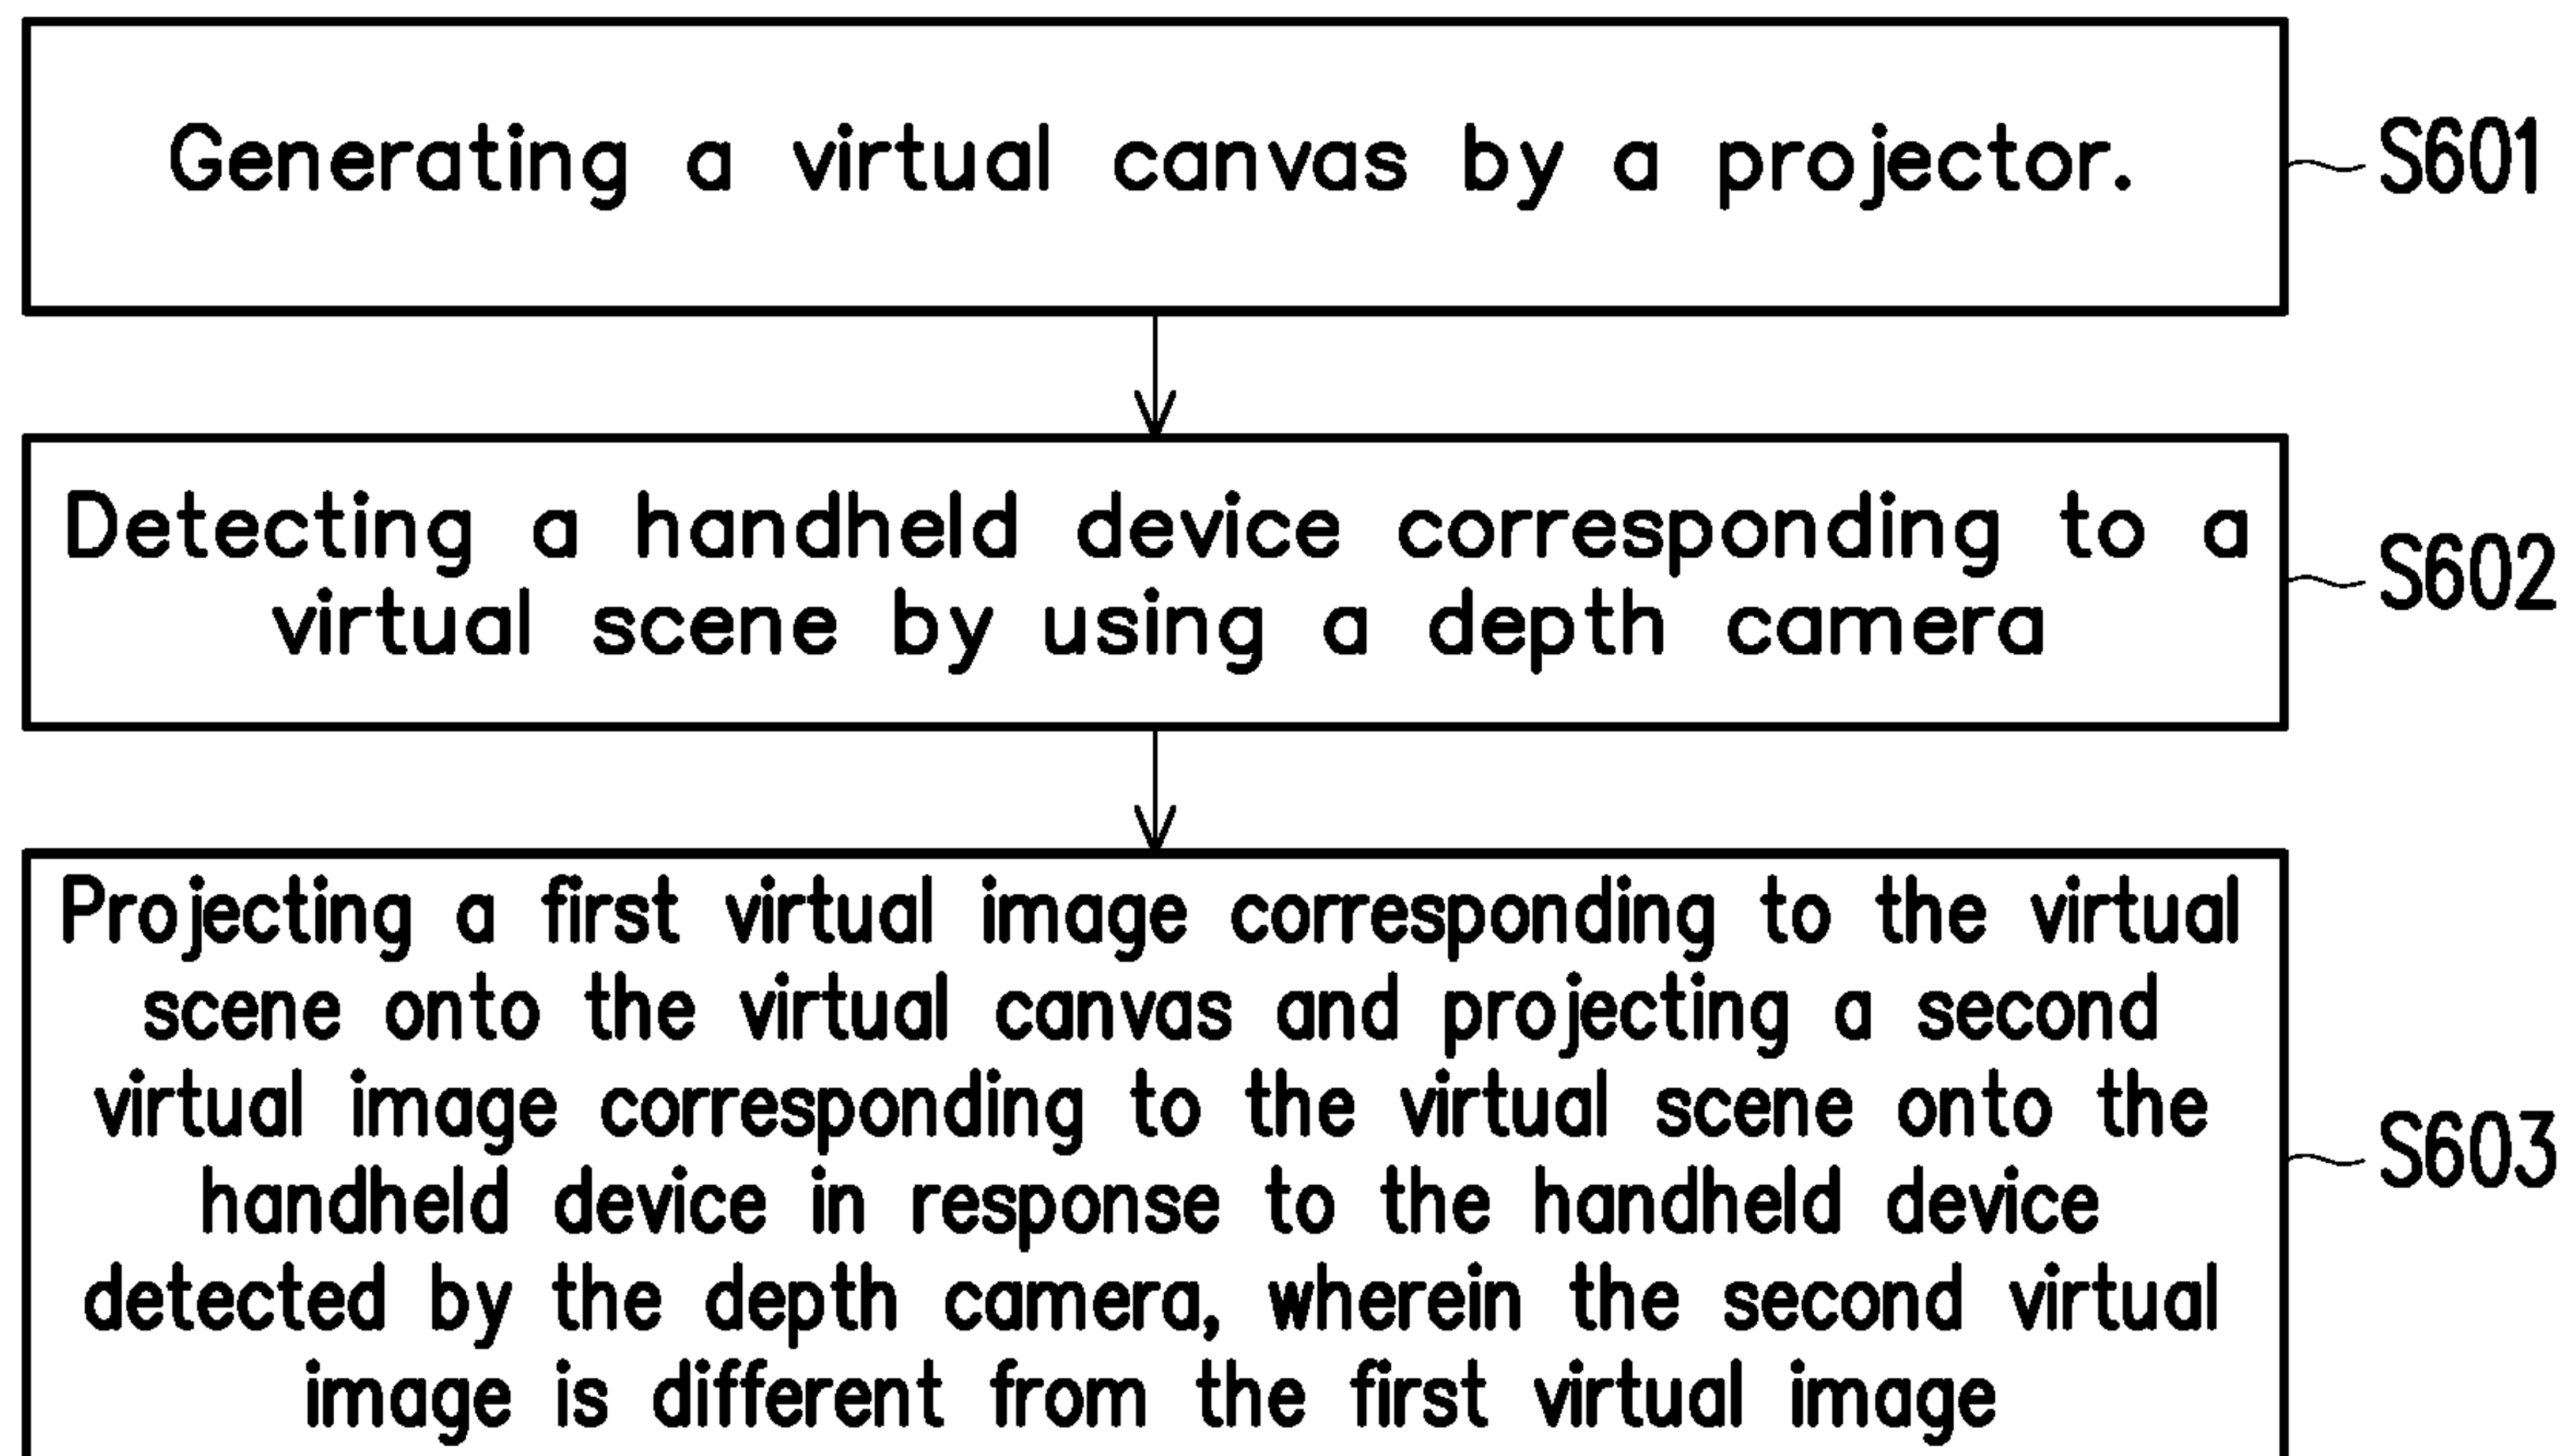 Generating a virtual canvas by a projector.
S601
Detecting a handheld device corresponding to a
virtual scene by using a depth camera
S602
Projecting a first virtual image corresponding to the virtual
scene onto the virtual canvas and projecting a second
virtual image corresponding to the virtual scene onto the
handheld device in response to the handheld device
detected by the depth camera, wherein the second virtual
image is different from the first virtual image
S603